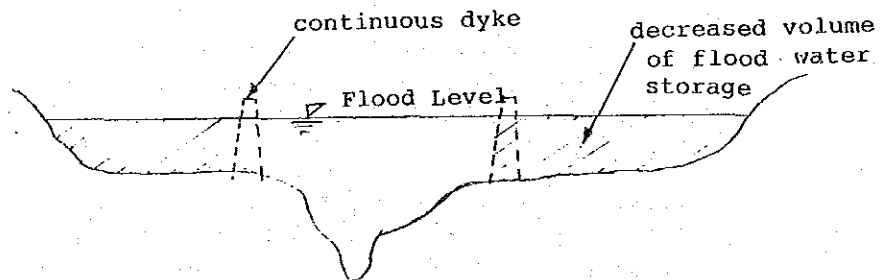 continuous dyke
decreased volume
of flood water
storage
Flood Level